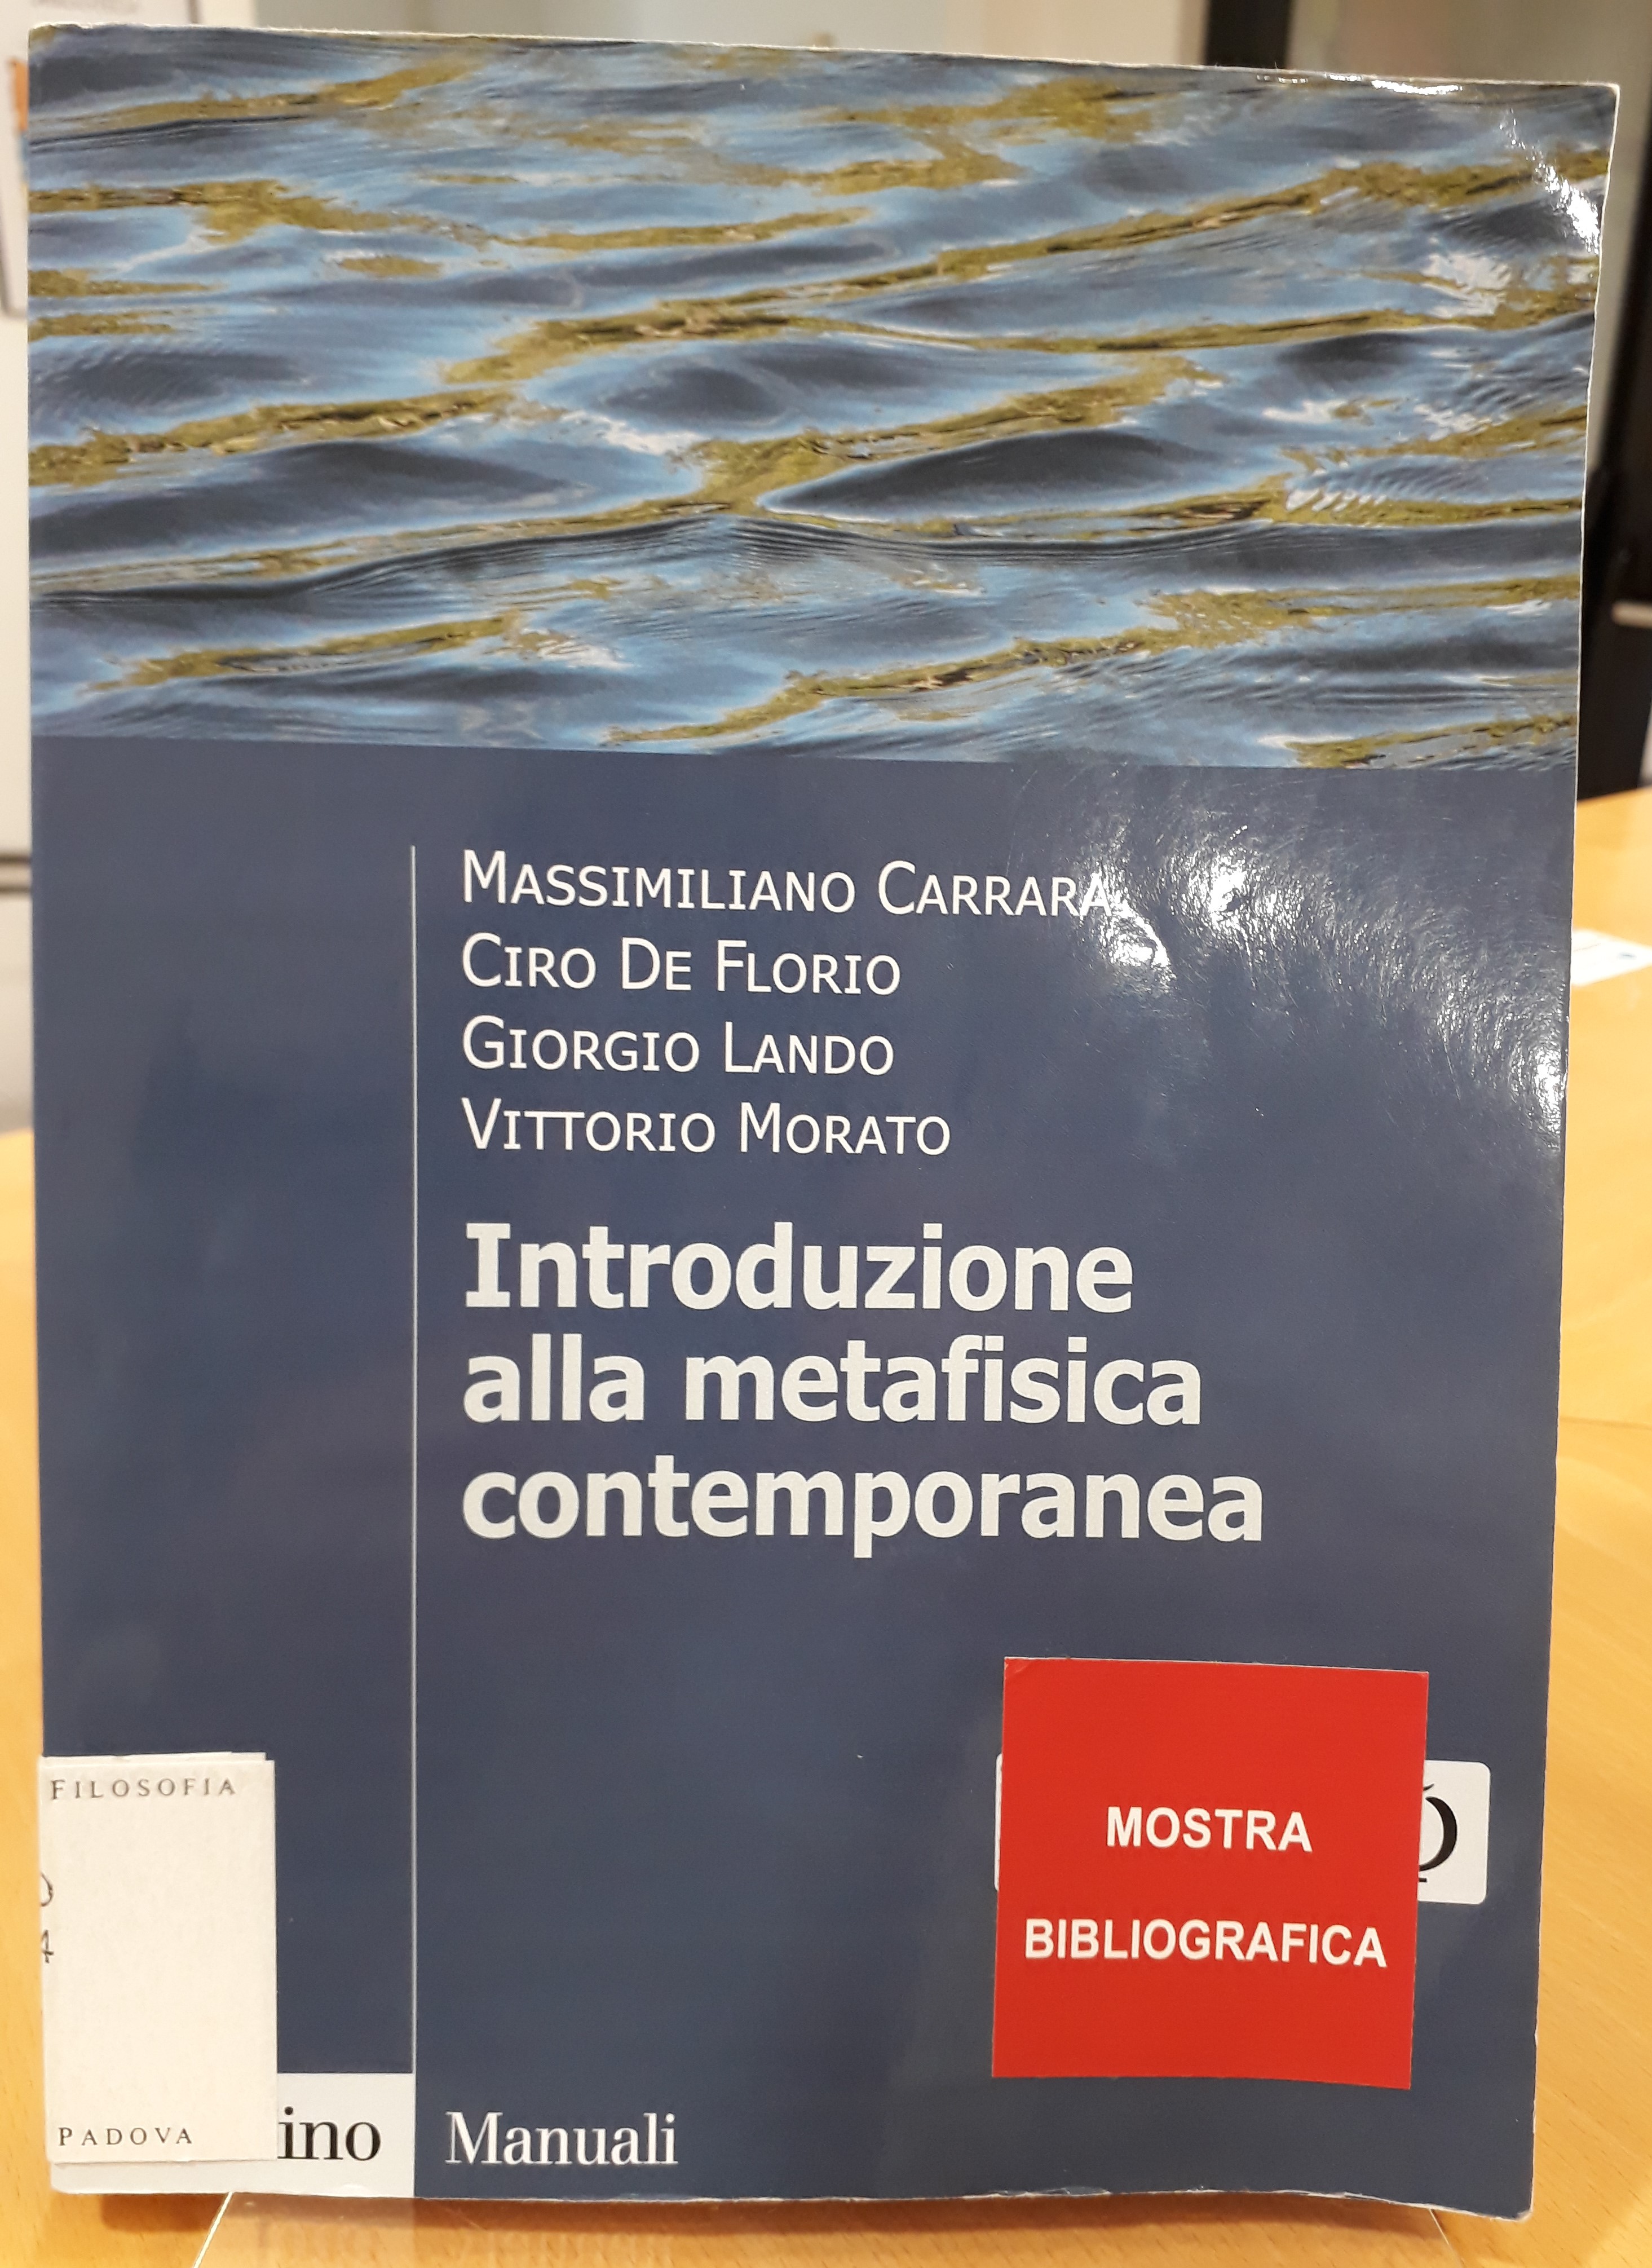 MASSIMILIANO CARRARA
CIRO DE FLORIO
GIORGIO LANDO
VITTORIO MORATO
Introduzione
alla metafisica
contemporanea
MOSTRA
BIBLIOGRAFICA
FILOSOFIA
4
PADOVA
ino
Manuali